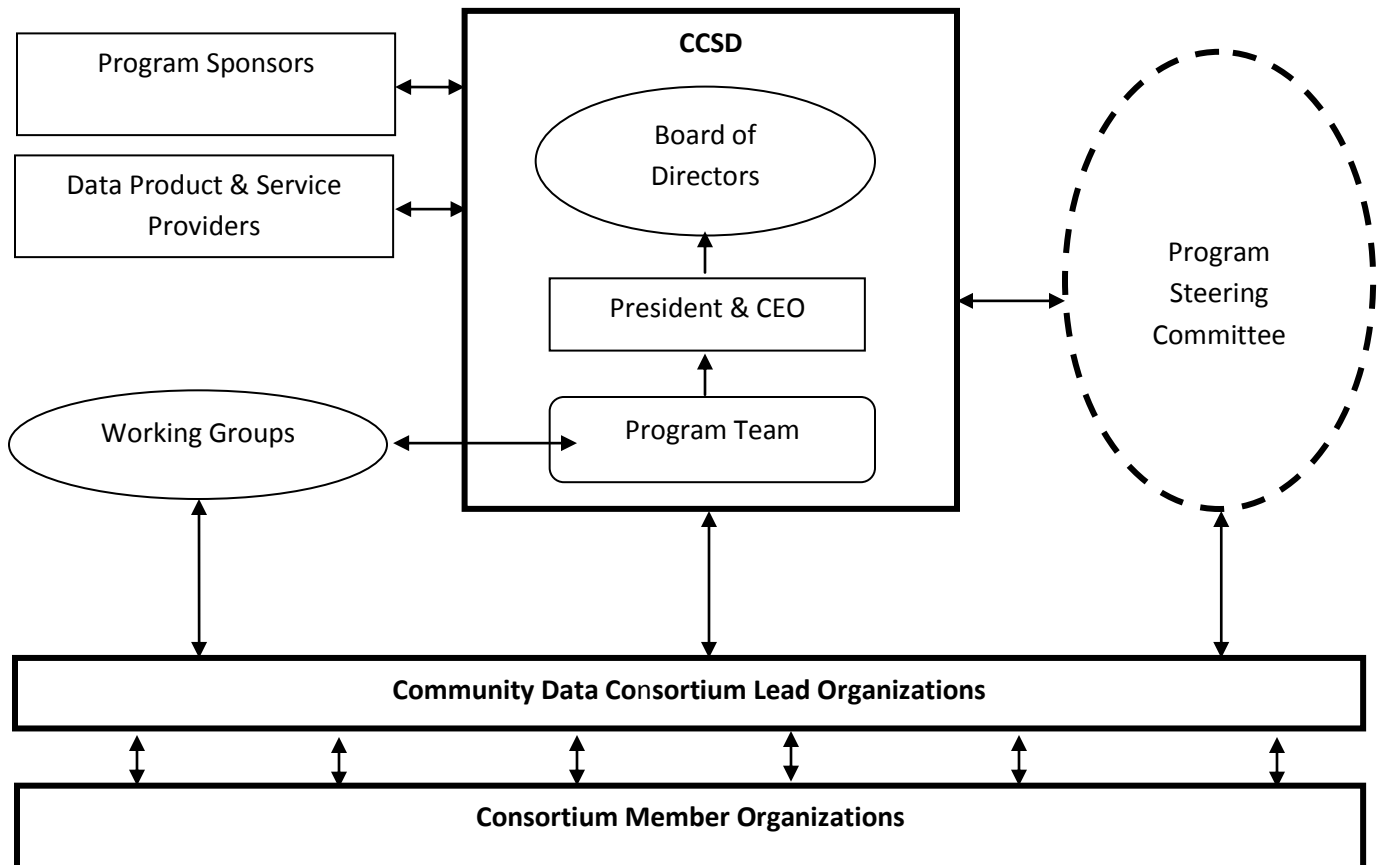 CCSD
Program Sponsors
Board of
Directors
Data Product & Service
Providers
Program
Steering
Committee
President & CEO
Working Groups
Program Team
Community Data Consortium Lead Organizations
Consortium Member Organizations